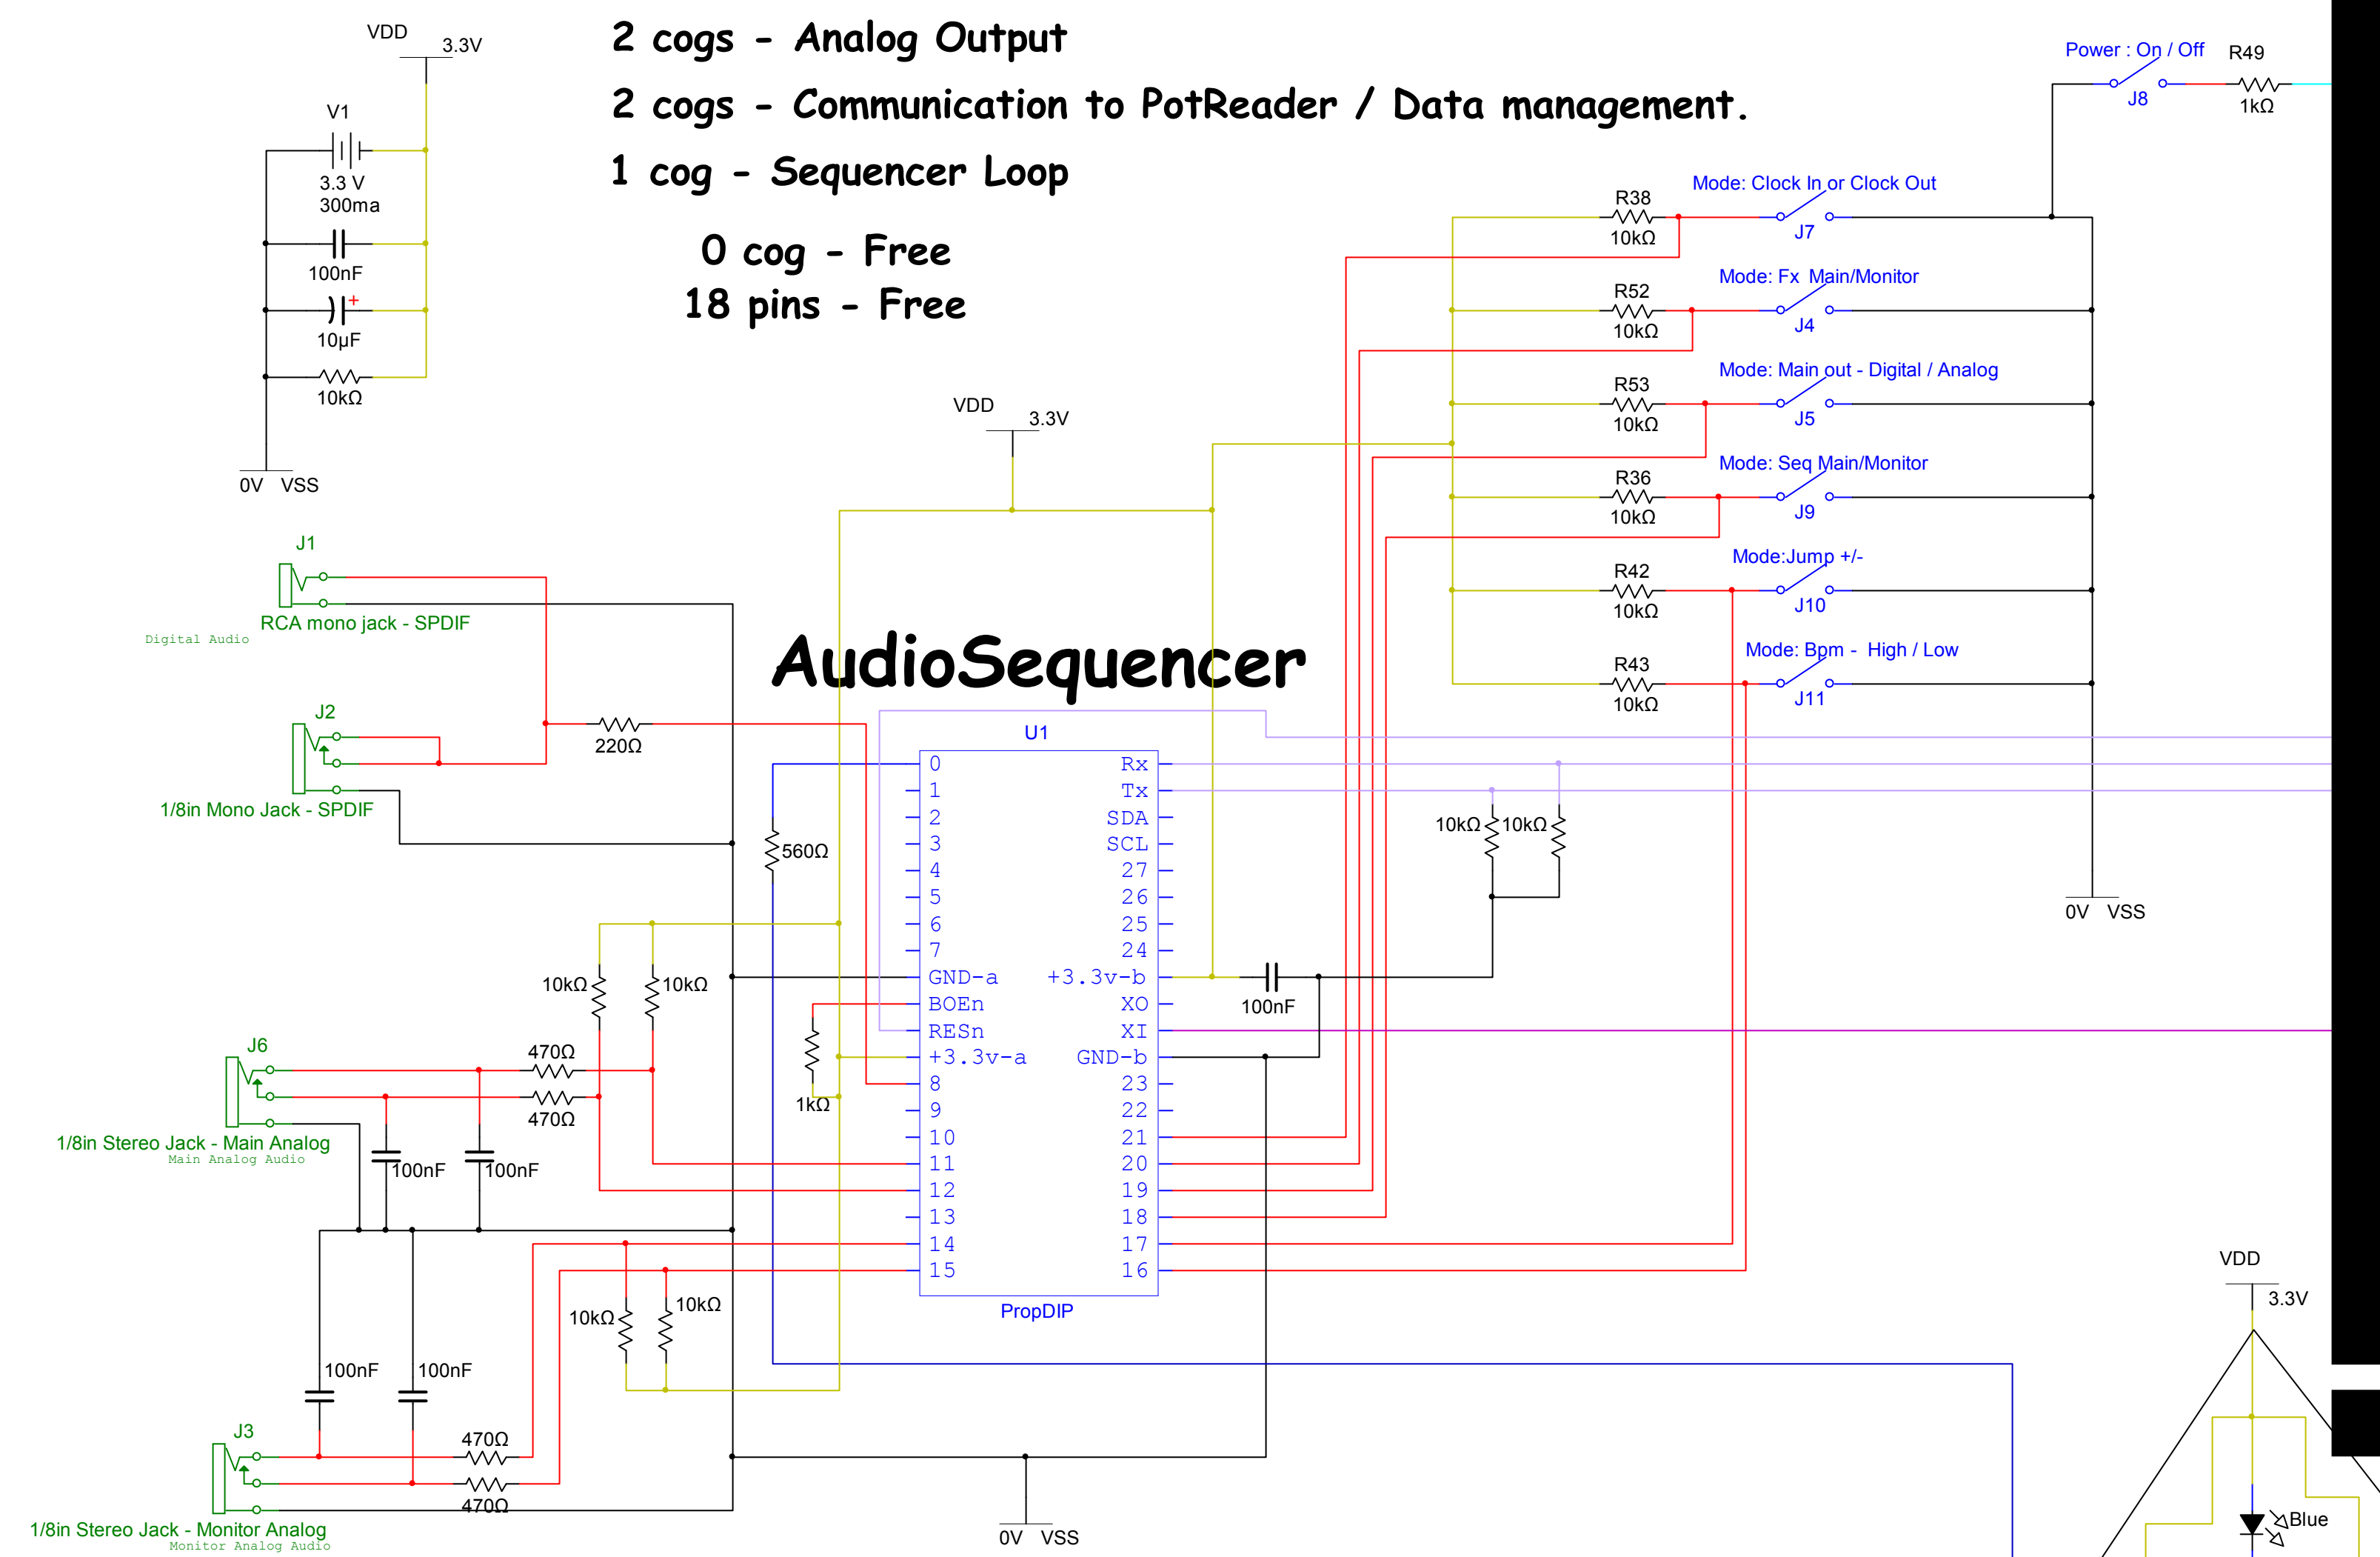 2 cogs - Analog Output
2 cogs - Communication to PotReader / Data management.
1 cog - Sequencer Loop
0 cog - Free
18 pins - Free
VDD
3.3V
V1
3.3 V
300ma
100nF
+
10µF
10kΩ
0V VSS
Power : On / Off
R49
J8
1kΩ
Mode: Clock In or Clock Out
R38
10kΩ
J7
Mode: Fx Main/Monitor
R52
10kΩ
J4
Mode: Main out - Digital / Analog
R53
10kΩ
J5
Mode: Seq Main/Monitor
R36
10kΩ
J9
Mode:Jump +/-
R42
10kΩ
J10
Mode: Bpm - High / Low
R43
10kΩ
J11
0V VSS
VDD
3.3V
J1
RCA mono jack - SPDIF
Digital Audio
J2
1/8in Mono Jack - SPDIF
220Ω
AudioSequencer
U1
0 Rx
1 Tx
2 SDA
3 SCL
4 27
5 26
6 25
7 24
GND-a +3.3v-b
BOEn XO
RESn XI
+3.3v-a GND-b
8 23
9 22
10 21
11 20
12 19
13 18
14 17
15 16
PropDIP
560Ω
10kΩ 10kΩ
100nF
10kΩ 10kΩ
1kΩ
J6
470Ω
470Ω
1/8in Stereo Jack - Main Analog
Main Analog Audio
100nF 100nF
10kΩ 10kΩ
100nF 100nF
J3
470Ω
470Ω
1/8in Stereo Jack - Monitor Analog
Monitor Analog Audio
0V VSS
VDD
3.3V
Blue